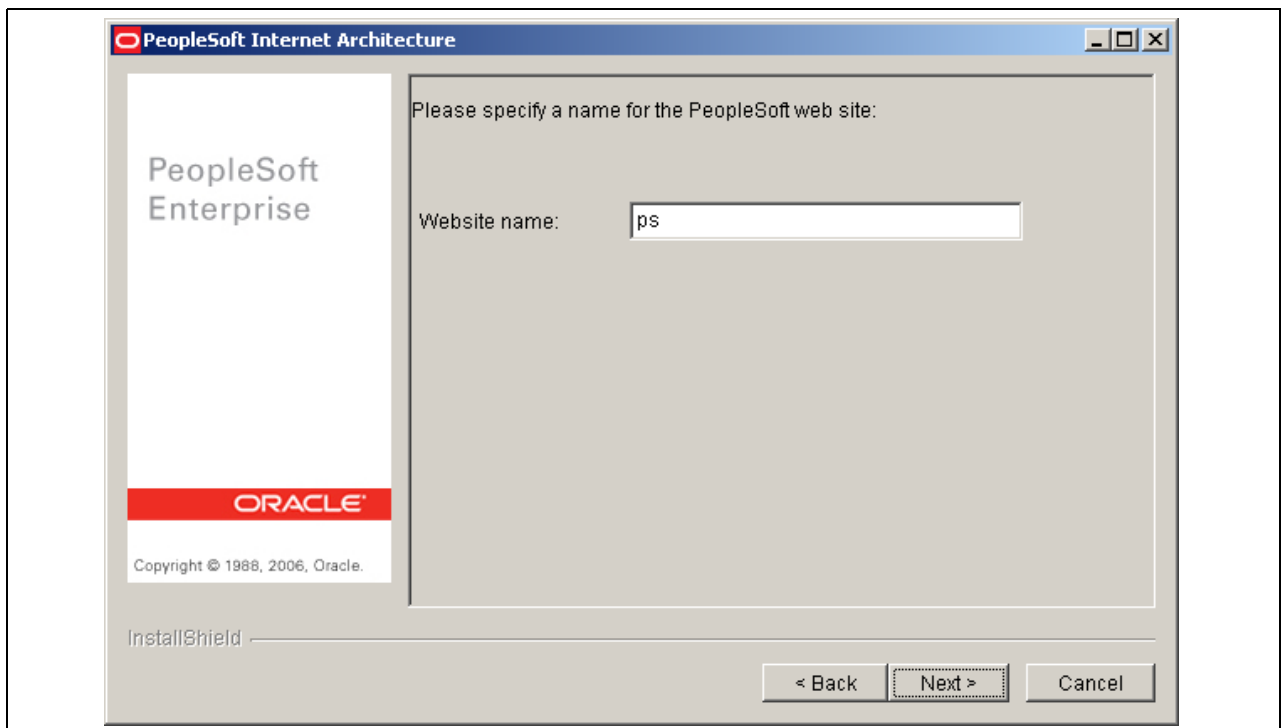 PeopleSoft Internet Architecture
PeopleSoft
Enterprise
ORACLE
Copyright © 1988, 2006, Oracle.
Please specify a name for the PeopleSoft web site:
Website name: ps
InstallShield
< Back Next > Cancel